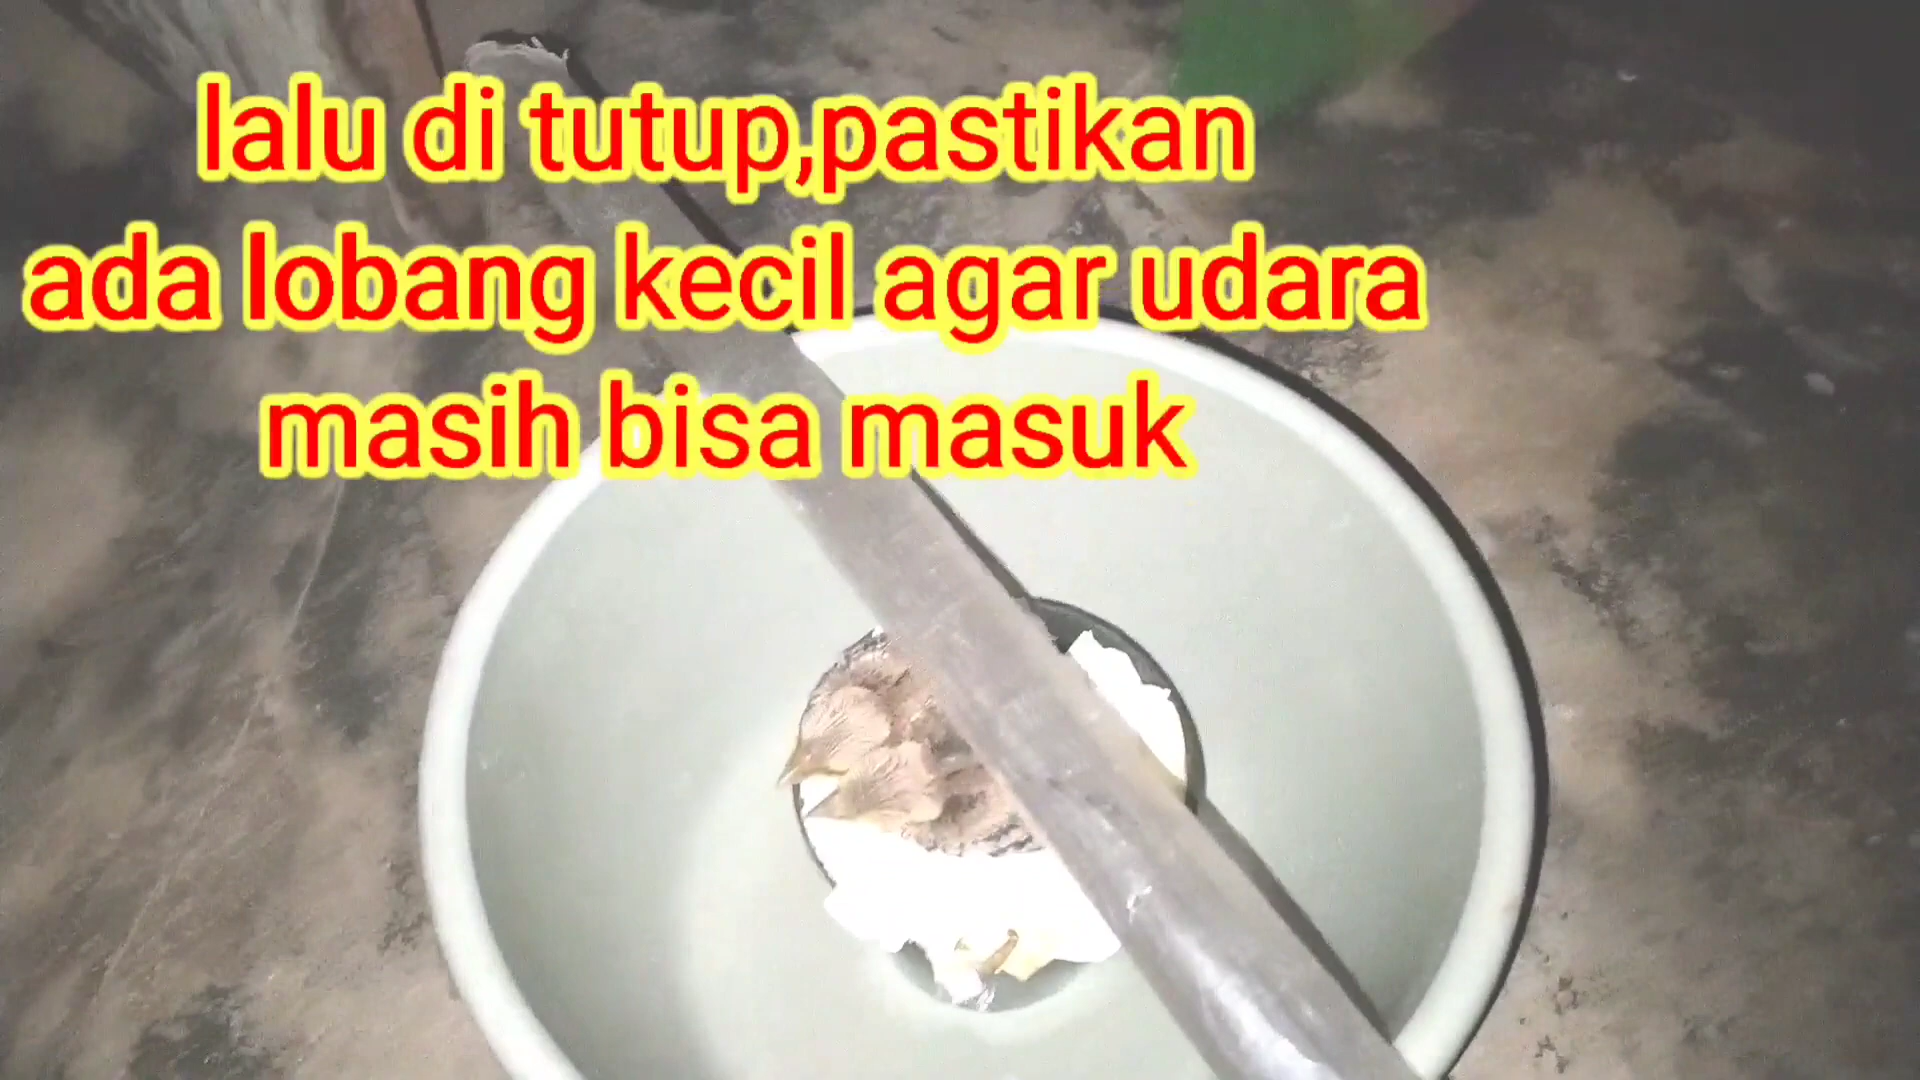 lalu di tutup,pastikan
ada lobang kecil agar udara
masih bisa masuk